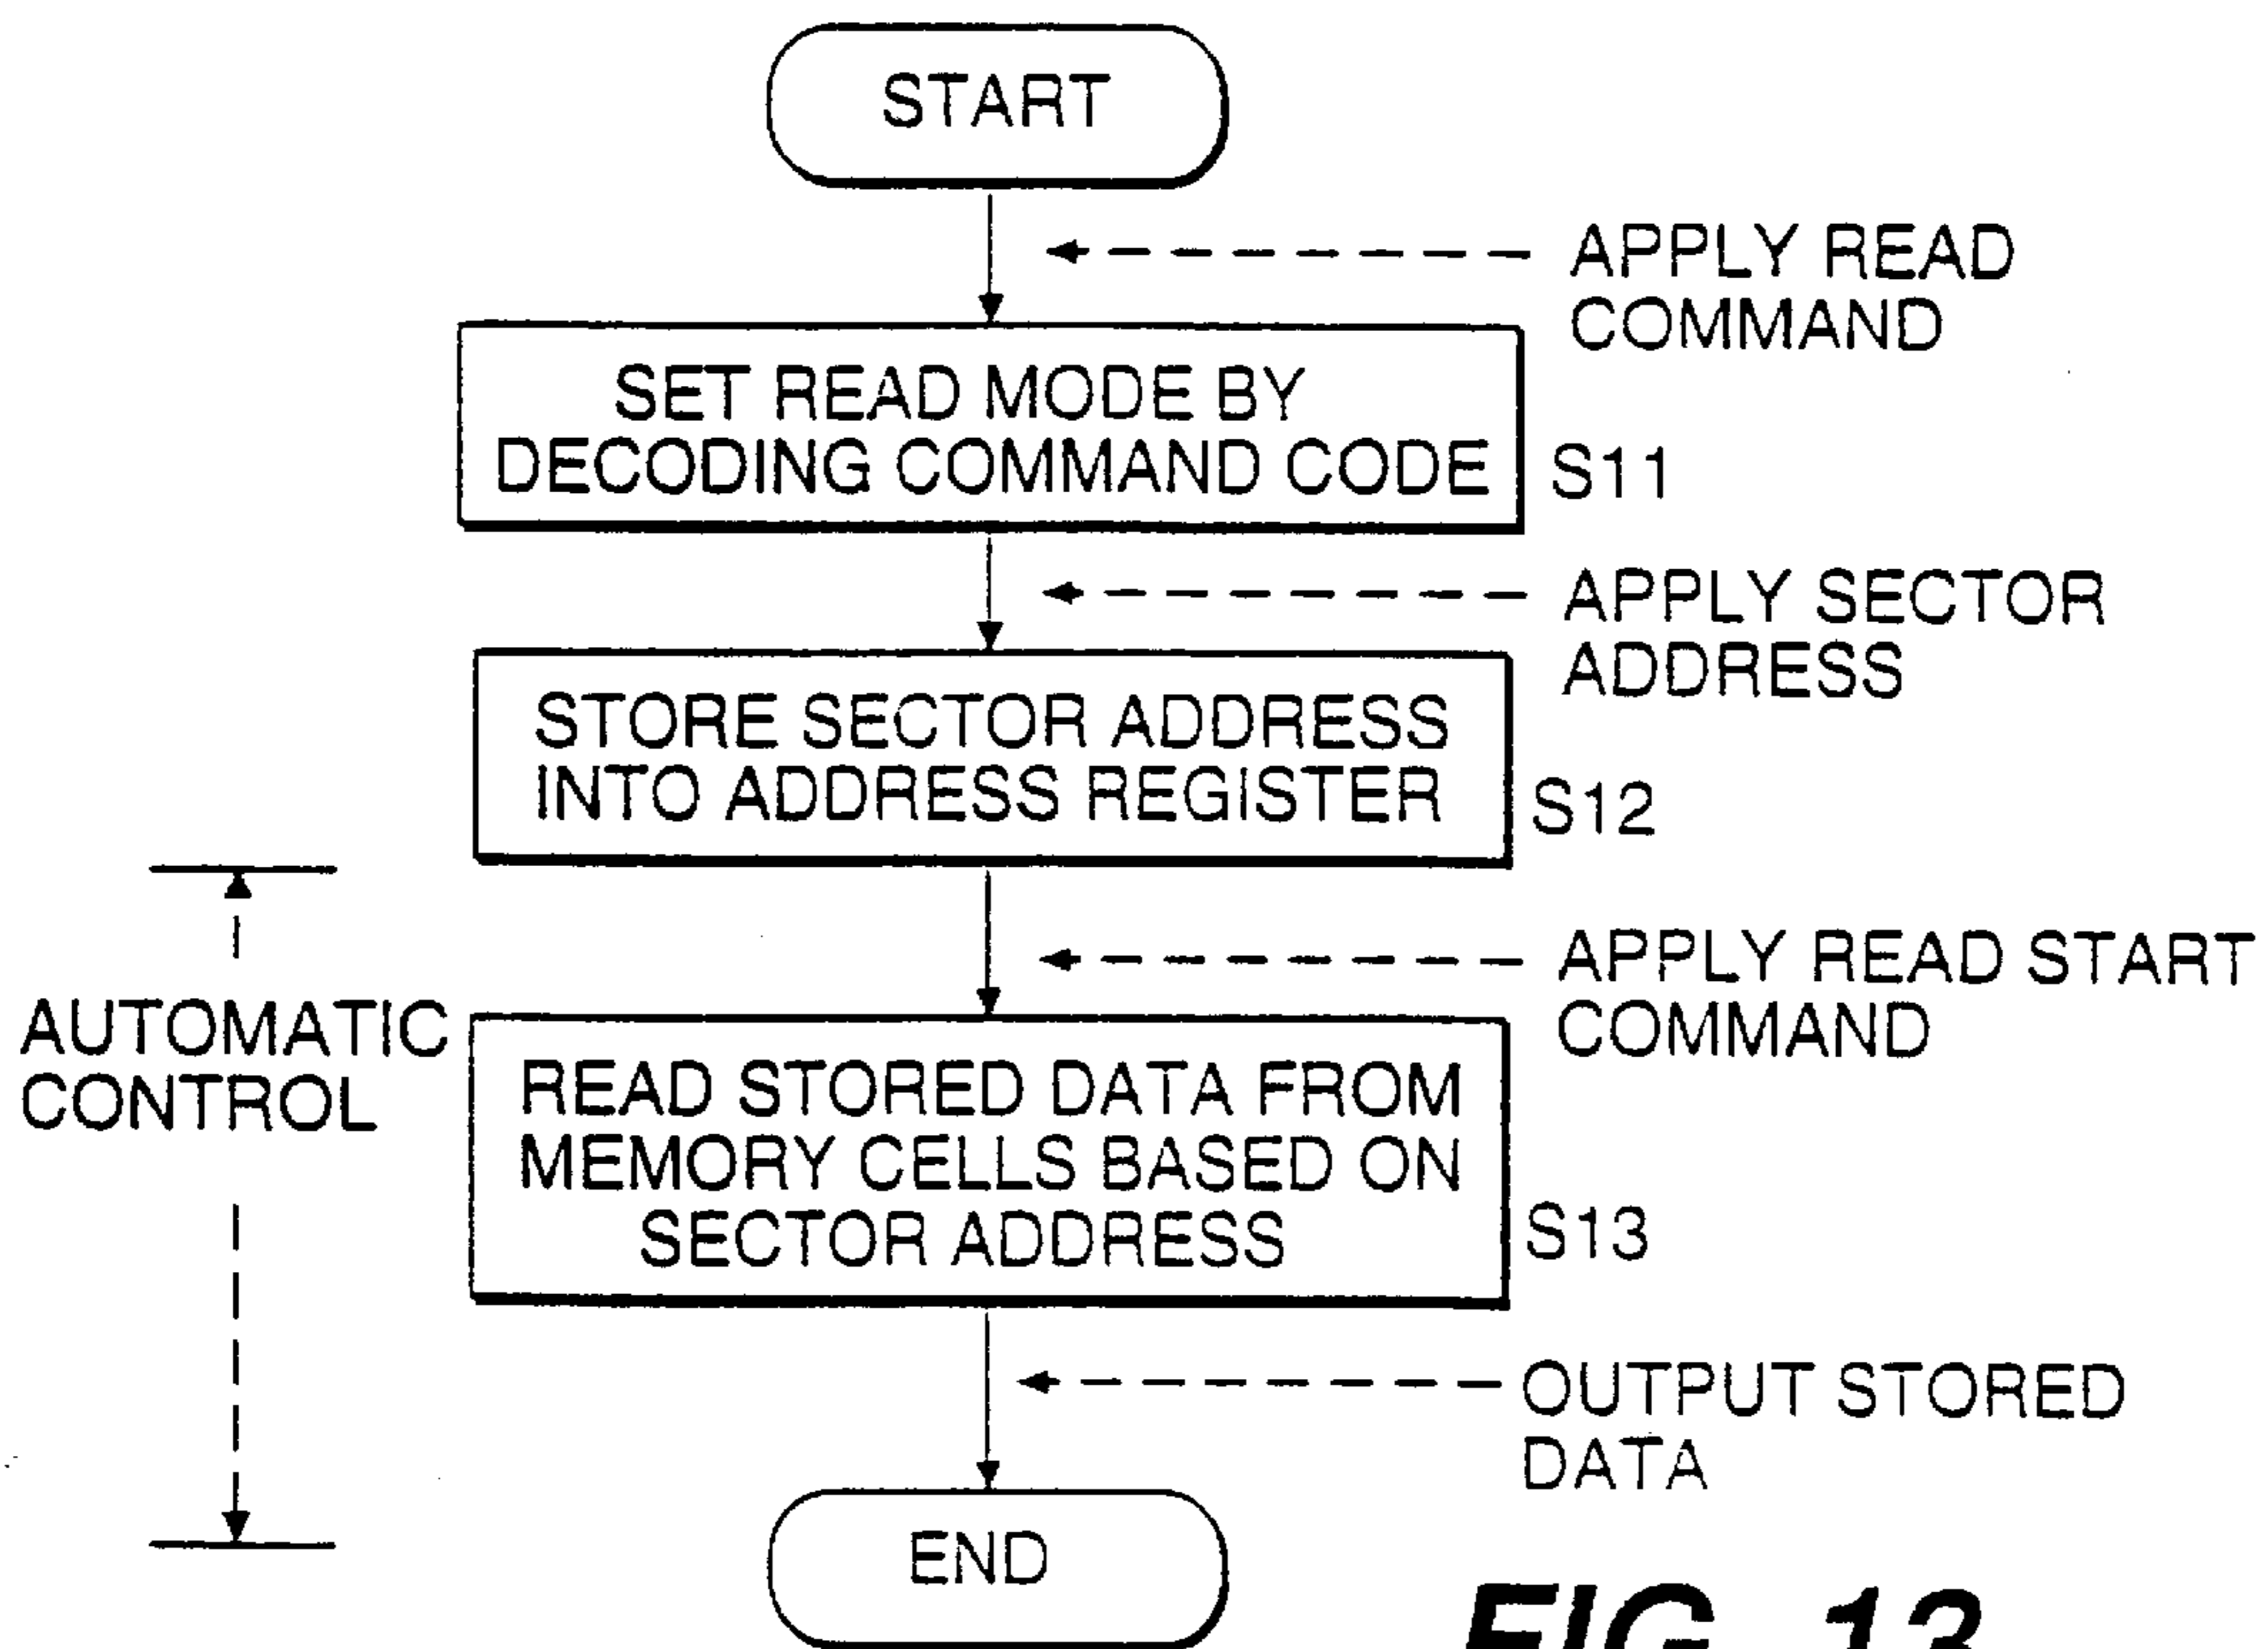 START
APPLY READ
COMMAND
SET READ MODE BY
DECODING COMMAND CODE
S11
APPLY SECTOR
ADDRESS
STORE SECTOR ADDRESS
INTO ADDRESS REGISTER
S12
APPLY READ START
COMMAND
AUTOMATIC
CONTROL
READ STORED DATA FROM
MEMORY CELLS BASED ON
SECTOR ADDRESS
S13
OUTPUT STORED
DATA
END
FIG. 13